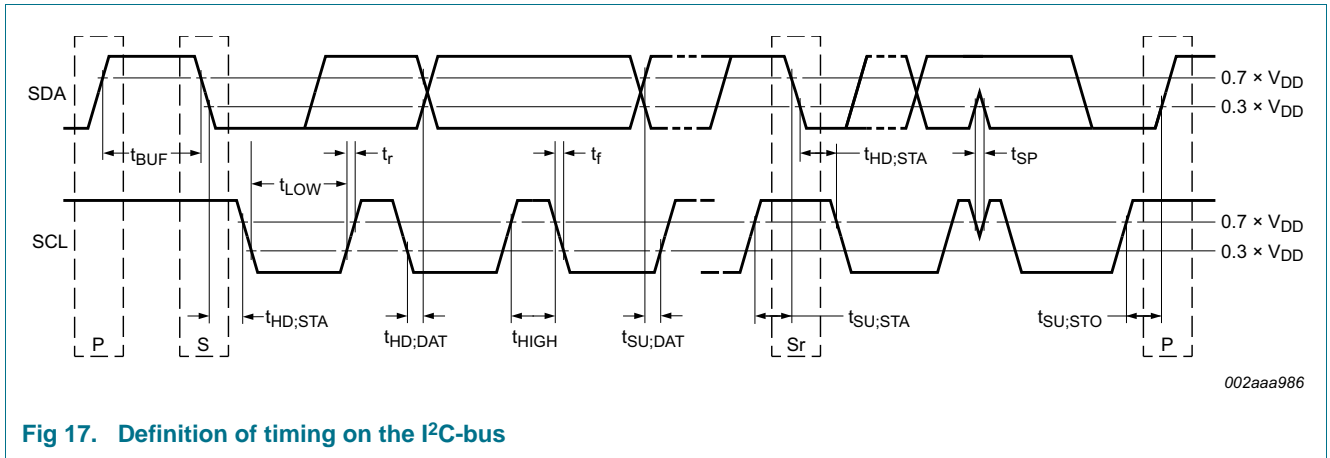 SDA
0.7 × VDD
0.3 × VDD
tBUF
tLOW
tr
tf
tHD;STA
tSP
SCL
0.7 × VDD
0.3 × VDD
tHD;STA
tHD;DAT
tHIGH
tSU;DAT
tSU;STA
tSU;STO
P
S
Sr
P
002aaa986
Fig 17. Definition of timing on the I²C-bus